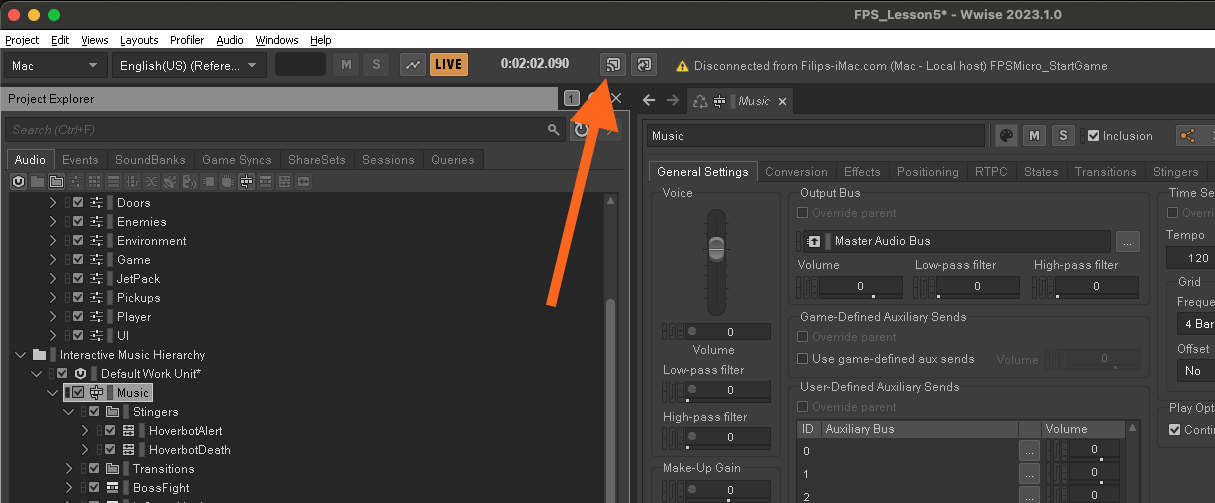 FPS_Lesson5* - Wwise 2023.1.0
Project Edit Views Layouts Profiler Audio Windows Help
Mac English(US) (Refere... M S LIVE 0:02:02.090 Disconnected from Filips-iMac.com (Mac - Local host) FPSMicro_StartGame
Project Explorer 1
Search (Ctrl+F)
Audio Events SoundBanks Game Syncs ShareSets Sessions Queries
Doors
Enemies
Environment
Game
JetPack
Pickups
Player
UI
Interactive Music Hierarchy
Default Work Unit*
Music
Stingers
HoverbotAlert
HoverbotDeath
Transitions
BossFight
Music
Music M S Inclusion
General Settings Conversion Effects Positioning RTPC States Transitions Stingers
Voice
0
Volume
Low-pass filter
0
High-pass filter
0
Make-Up Gain
0
Output Bus
Override parent
Master Audio Bus ...
Volume Low-pass filter High-pass filter
0 0 0
Game-Defined Auxiliary Sends
Override parent
Use game-defined aux sends Volume 0
User-Defined Auxiliary Sends
Override parent
ID Auxiliary Bus Volume
0 ... 0
1 ... 0
2 ... 0
Time Se
Overri
Tempo
120
Grid
Freque
4 Bar
Offset
No
Play Opt
Contin